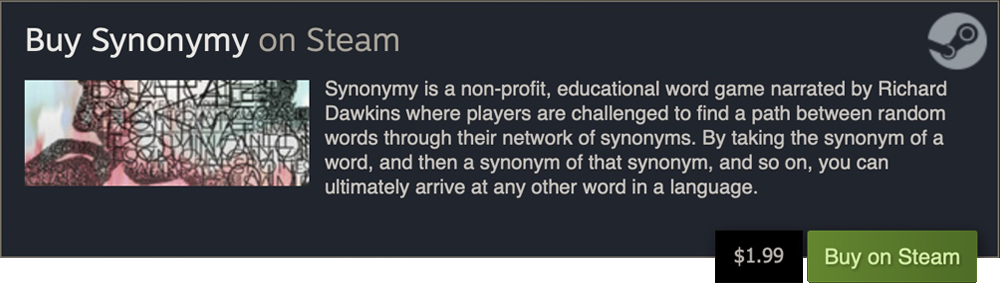 Buy Synonymy on Steam
Synonymy is a non-profit, educational word game narrated by Richard
Dawkins where players are challenged to find a path between random
words through their network of synonyms. By taking the synonym of a
word, and then a synonym of that synonym, and so on, you can
ultimately arrive at any other word in a language.
$1.99
Buy on Steam